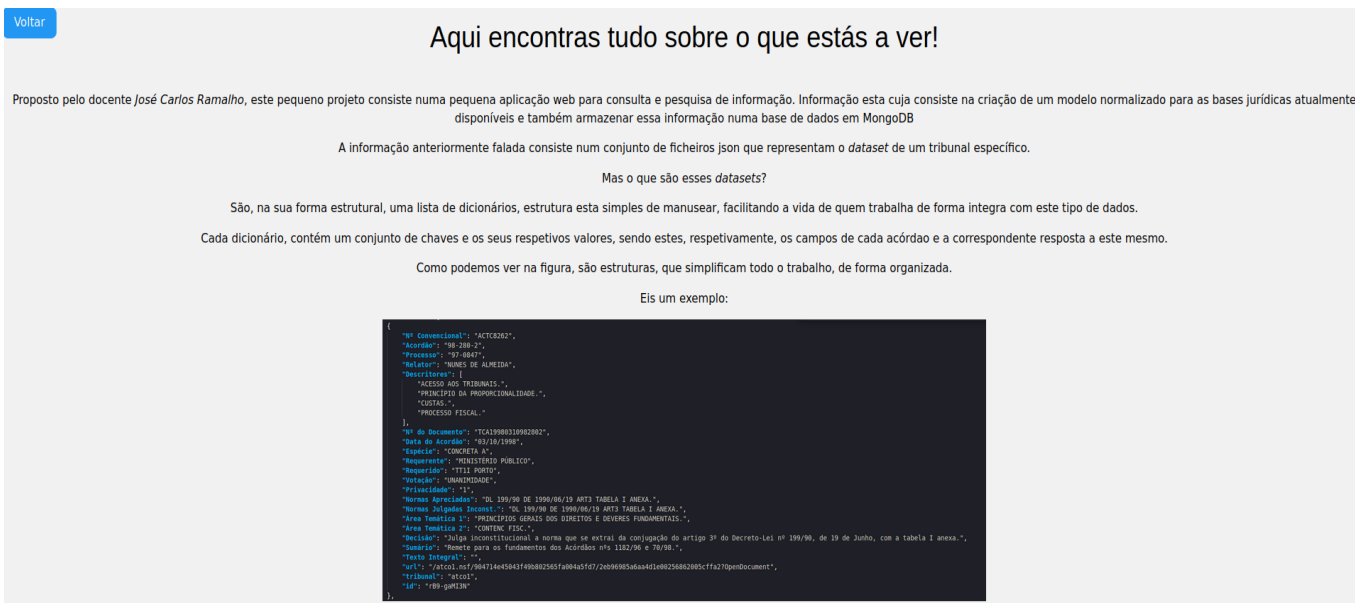 Voltar
Aqui encontras tudo sobre o que estás a ver!
Proposto pelo docente José Carlos Ramalho, este pequeno projeto consiste numa pequena aplicação web para consulta e pesquisa de informação. Informação esta cuja consiste na criação de um modelo normalizado para as bases jurídicas atualmente
disponíveis e também armazenar essa informação numa base de dados em MongoDB
A informação anteriormente falada consiste num conjunto de ficheiros json que representam o dataset de um tribunal específico.
Mas o que são esses datasets?
São, na sua forma estrutural, uma lista de dicionários, estrutura esta simples de manusear, facilitando a vida de quem trabalha de forma integra com este tipo de dados.
Cada dicionário, contém um conjunto de chaves e os seus respetivos valores, sendo estes, respetivamente, os campos de cada acórdao e a correspondente resposta a este mesmo.
Como podemos ver na figura, são estruturas, que simplificam todo o trabalho, de forma organizada.
Eis um exemplo:
{
"Nº Convencional": "ACTC8262",
"Acordão": "98-280-2",
"Processo": "97-0847",
"Relator": "NUNES DE ALMEIDA",
"Descritores": [
"ACESSO AOS TRIBUNAIS.",
"PRINCÍPIO DA PROPORCIONALIDADE.",
"CUSTAS.",
"PROCESSO FISCAL."
],
"Nº do Documento": "TCA19980310982802",
"Data do Acordão": "03/10/1998",
"Espécie": "CONCRETA A",
"Requerente": "MINISTÉRIO PÚBLICO",
"Requerido": "TT1I PORTO",
"Votação": "UNANIMIDADE",
"Privacidade": "1",
"Normas Apreciadas": "DL 199/90 DE 1990/06/19 ART3 TABELA I ANEXA.",
"Normas Julgadas Inconst.": "DL 199/90 DE 1990/06/19 ART3 TABELA I ANEXA.",
"Área Temática 1": "PRINCÍPIOS GERAIS DOS DIREITOS E DEVERES FUNDAMENTAIS.",
"Área Temática 2": "CONTENC FISC.",
"Decisão": "Julga inconstitucional a norma que se extrai da conjugação do artigo 3º do Decreto-Lei nº 199/90, de 19 de Junho, com a tabela I anexa.",
"Sumário": "Remete para os fundamentos dos Acórdãos nºs 1182/96 e 70/98.",
"Texto Integral": "",
"url": "/atco1.nsf/904714e45043f49b802565fa004a5fd7/2eb96985a6aa4d1e00256862005cffa2?OpenDocument",
"tribunal": "atco1",
"id": "rB9-gaMI3N"
},